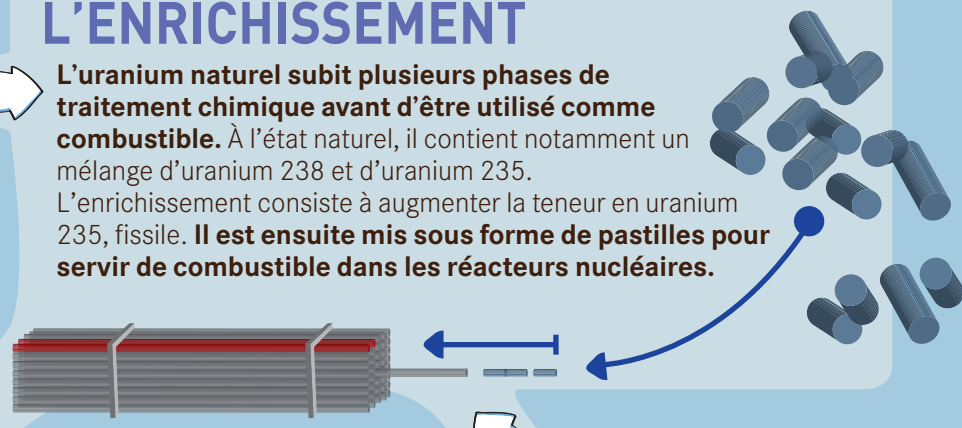 L'ENRICHISSEMENT
L'uranium naturel subit plusieurs phases de
traitement chimique avant d'être utilisé comme
combustible. À l'état naturel, il contient notamment un
mélange d'uranium 238 et d'uranium 235.
L'enrichissement consiste à augmenter la teneur en uranium
235, fissile. Il est ensuite mis sous forme de pastilles pour
servir de combustible dans les réacteurs nucléaires.